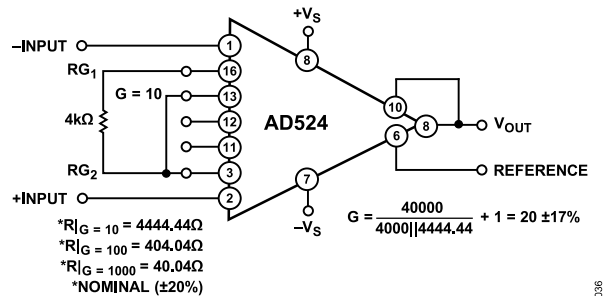 –INPUT
+VS
1
8
RG1
16
G = 10
13
10
4kΩ
12
AD524
8
VOUT
11
6
RG2
3
REFERENCE
+INPUT
2
7
–VS
*R|G = 10 = 4444.44Ω
*R|G = 100 = 404.04Ω
*R|G = 1000 = 40.04Ω
*NOMINAL (±20%)
G = 40000 / 4000||4444.44 + 1 = 20 ±17%
036